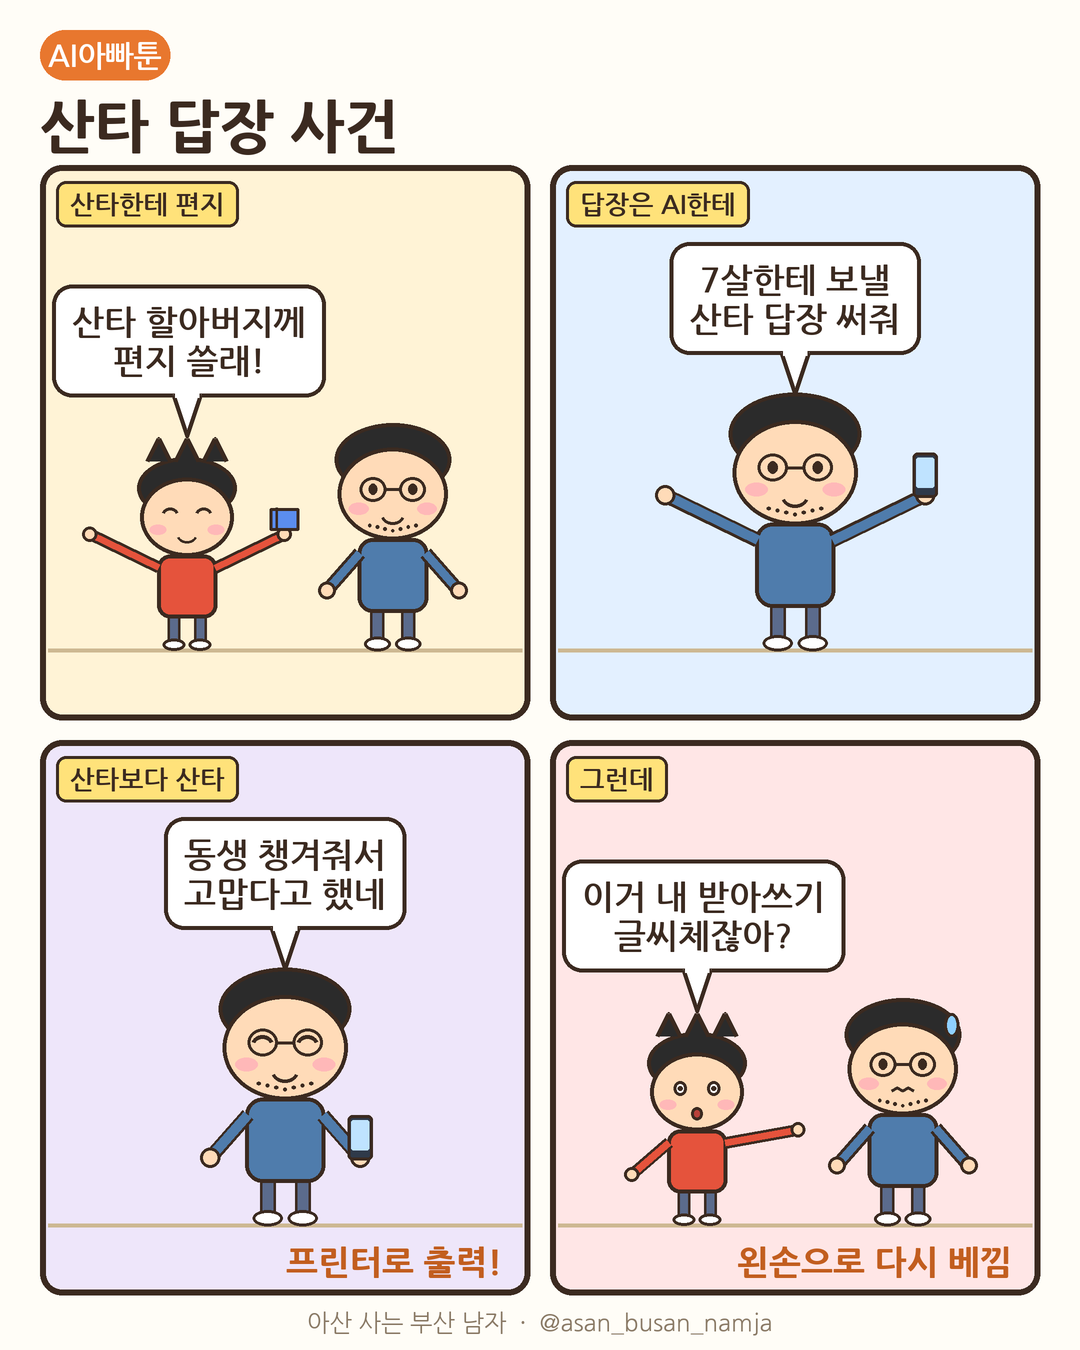 AI아빠툰
산타 답장 사건
산타한테 편지
산타 할아버지께
편지 쓸래!
답장은 AI한테
7살한테 보낼
산타 답장 써줘
산타보다 산타
동생 챙겨줘서
고맙다고 했네
프린터로 출력!
그런데
이거 내 받아쓰기
글씨체잖아?
왼손으로 다시 베낌
아산 사는 부산 남자 · @asan_busan_namja